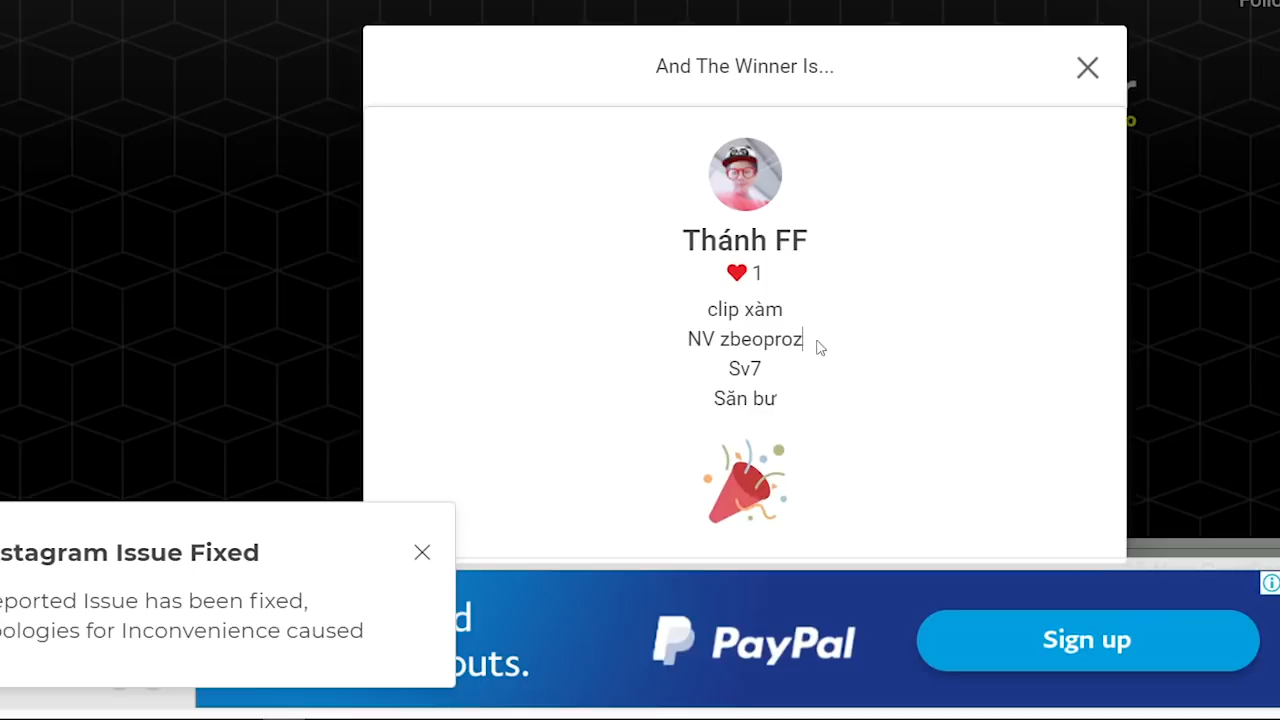 And The Winner Is...
Thánh FF
1
clip xàm
NV zbeoproz
Sv7
Săn bư
stagram Issue Fixed
eported Issue has been fixed,
ologies for Inconvenience caused
d
outs.
PayPal
Sign up